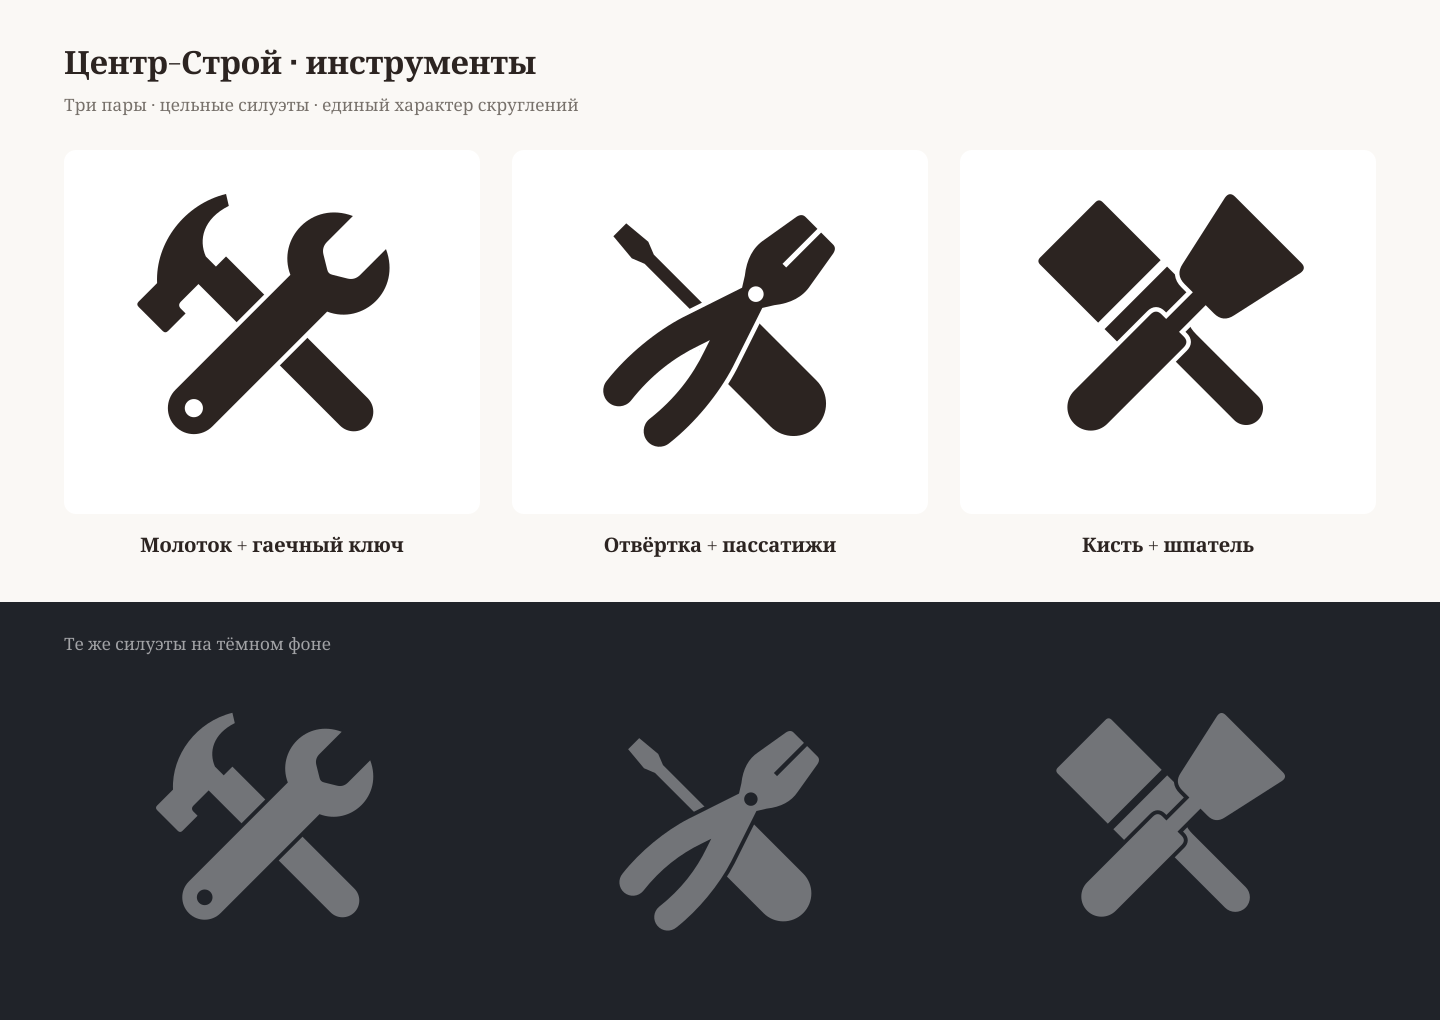 Центр–Строй · инструменты
Три пары · цельные силуэты · единый характер скруглений
Молоток + гаечный ключ
Отвёртка + пассатижи
Кисть + шпатель
Те же силуэты на тёмном фоне